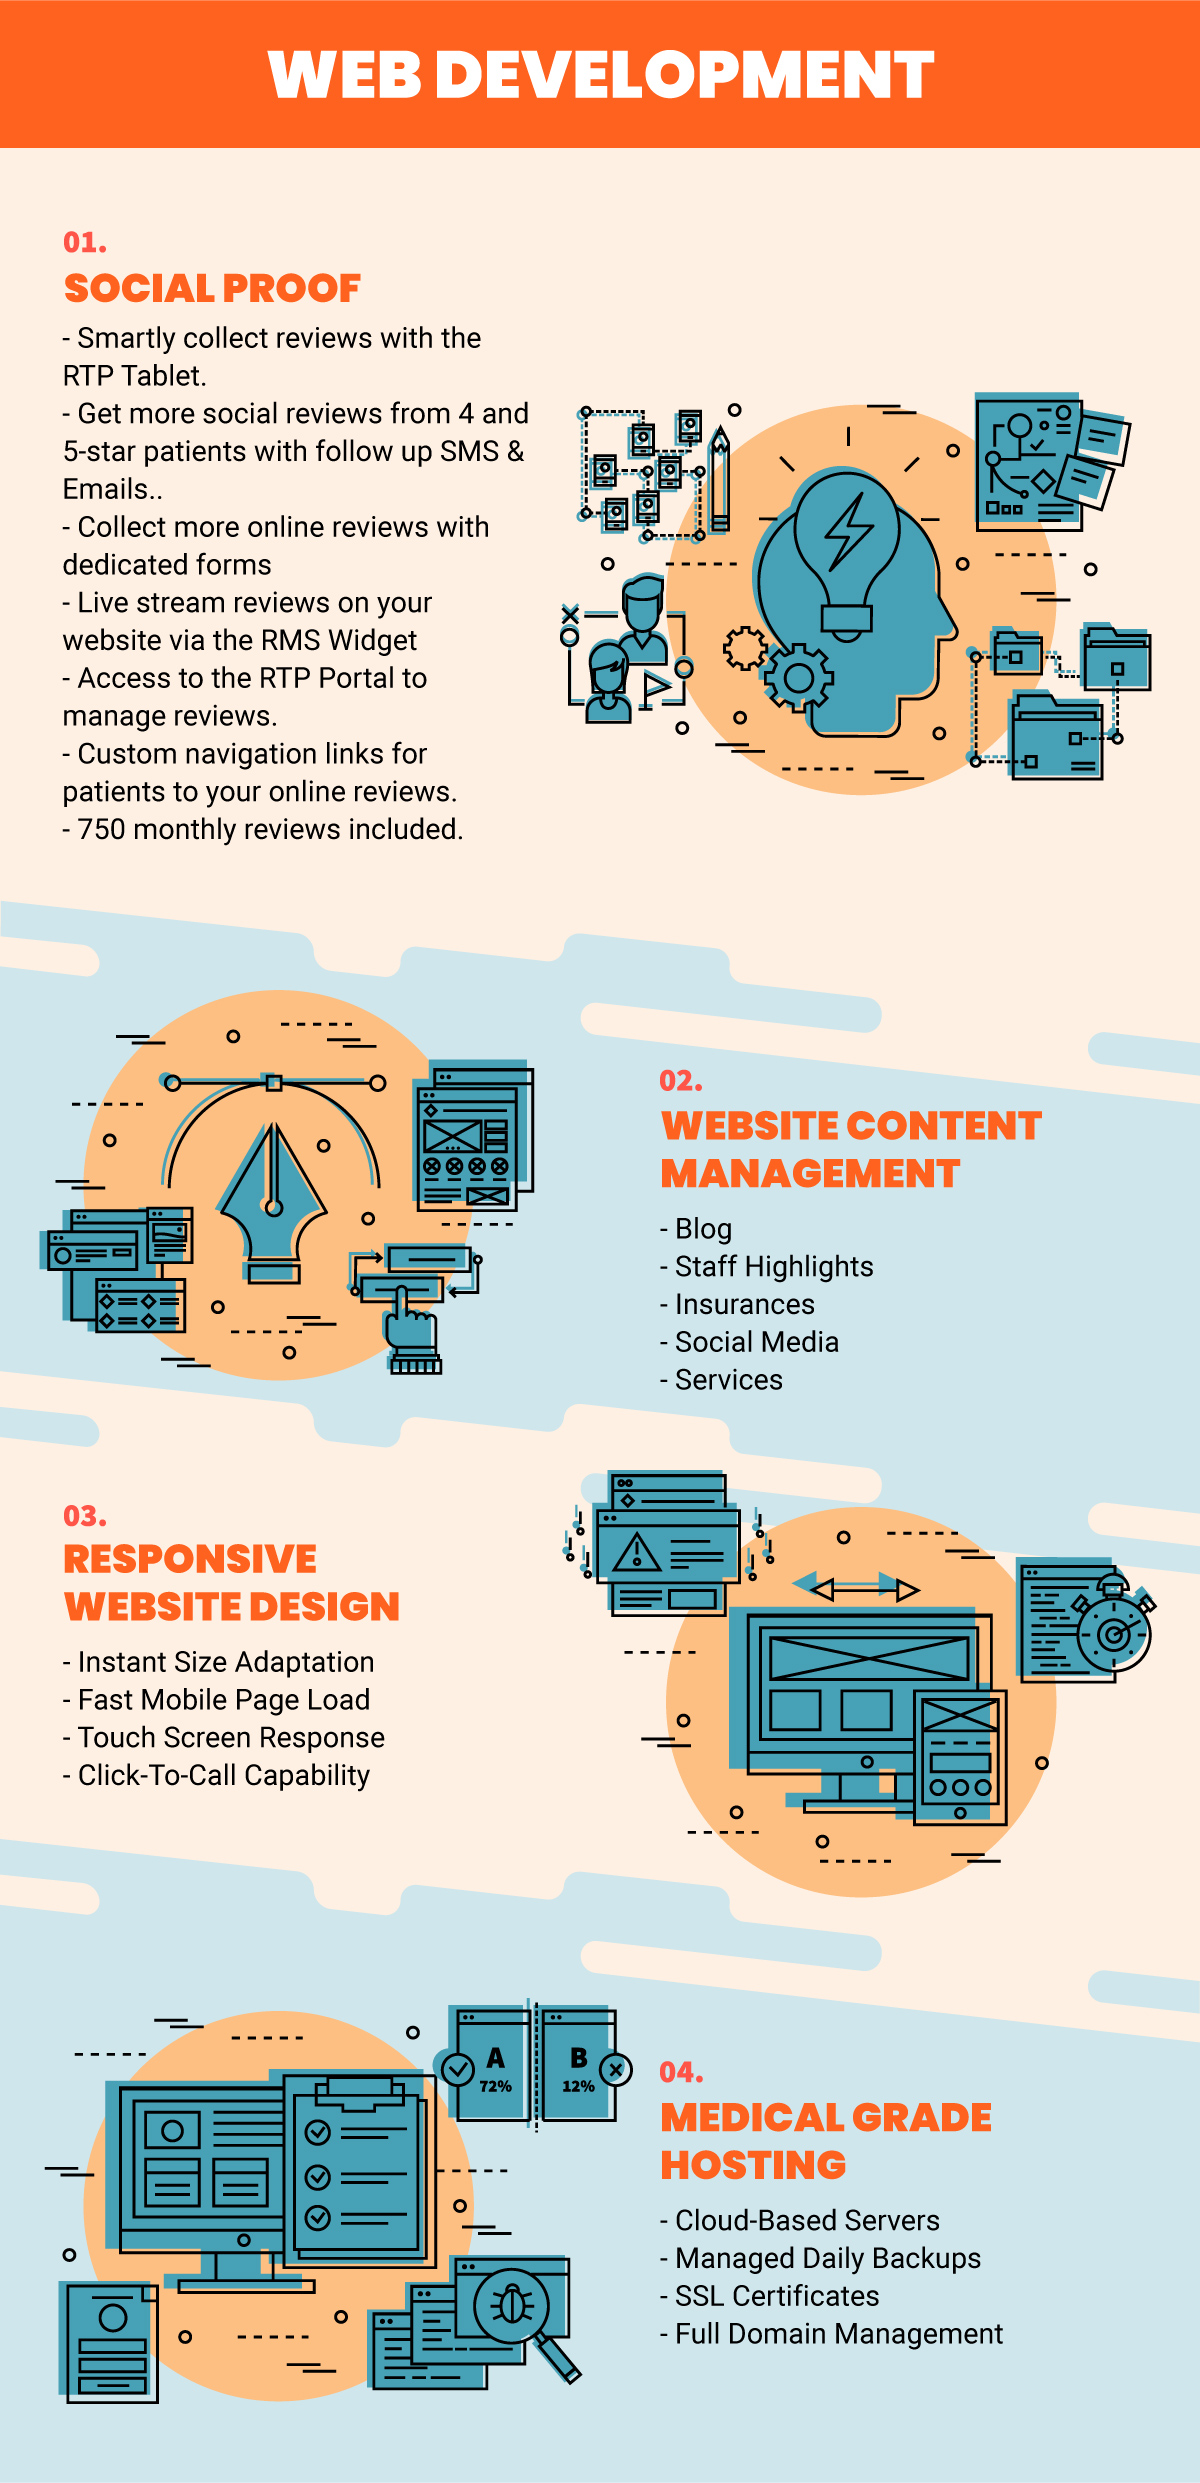 WEB DEVELOPMENT
01.
SOCIAL PROOF
- Smartly collect reviews with the
RTP Tablet.
- Get more social reviews from 4 and
5-star patients with follow up SMS &
Emails..
- Collect more online reviews with
dedicated forms
- Live stream reviews on your
website via the RMS Widget
- Access to the RTP Portal to
manage reviews.
- Custom navigation links for
patients to your online reviews.
- 750 monthly reviews included.
02.
WEBSITE CONTENT
MANAGEMENT
- Blog
- Staff Highlights
- Insurances
- Social Media
- Services
03.
RESPONSIVE
WEBSITE DESIGN
- Instant Size Adaptation
- Fast Mobile Page Load
- Touch Screen Response
- Click-To-Call Capability
A
72%
B
12%
04.
MEDICAL GRADE
HOSTING
- Cloud-Based Servers
- Managed Daily Backups
- SSL Certificates
- Full Domain Management